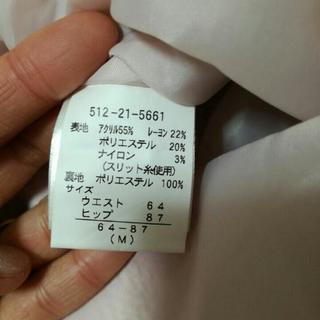 512-21-5661
表地 アクリル55% レーヨン 22%
ポリエステル 20%
ナイロン 3%
(スリット糸使用)
裏地 ポリエステル 100%
サイズ
ウエスト 64
ヒップ 87
64-87
(M)